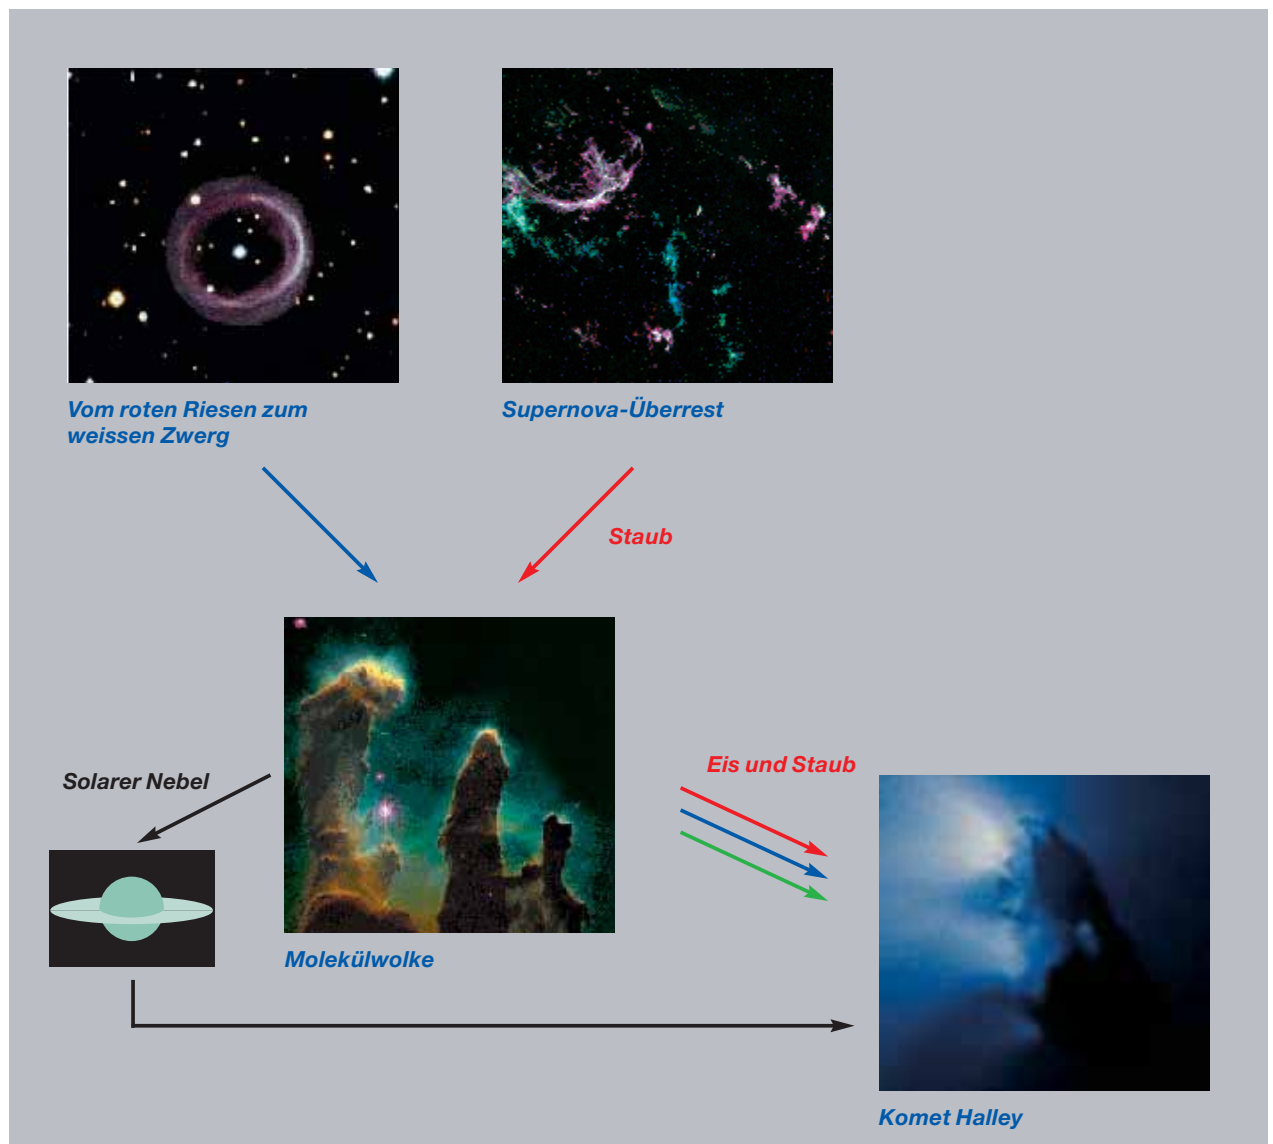 Vom roten Riesen zum
weissen Zwerg
Supernova-Überrest
Staub
Solarer Nebel
Eis und Staub
Molekülwolke
Komet Halley